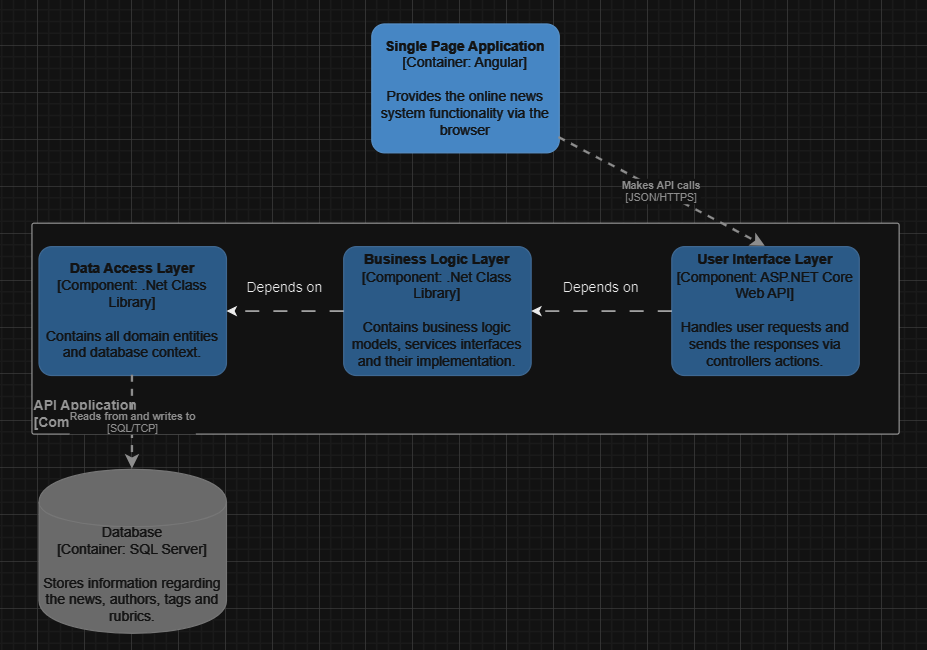 Single Page Application
[Container: Angular]
Provides the online news
system functionality via the
browser
Makes API calls
[JSON/HTTPS]
Data Access Layer
[Component: .Net Class
Library]
Contains all domain entities
and database context.
Depends on
Business Logic Layer
[Component: .Net Class
Library]
Contains business logic
models, services interfaces
and their implementation.
Depends on
User Interface Layer
[Component: ASP.NET Core
Web API]
Handles user requests and
sends the responses via
controllers actions.
API Application
Reads from and writes to
[SQL/TCP]
Database
[Container: SQL Server]
Stores information regarding
the news, authors, tags and
rubrics.